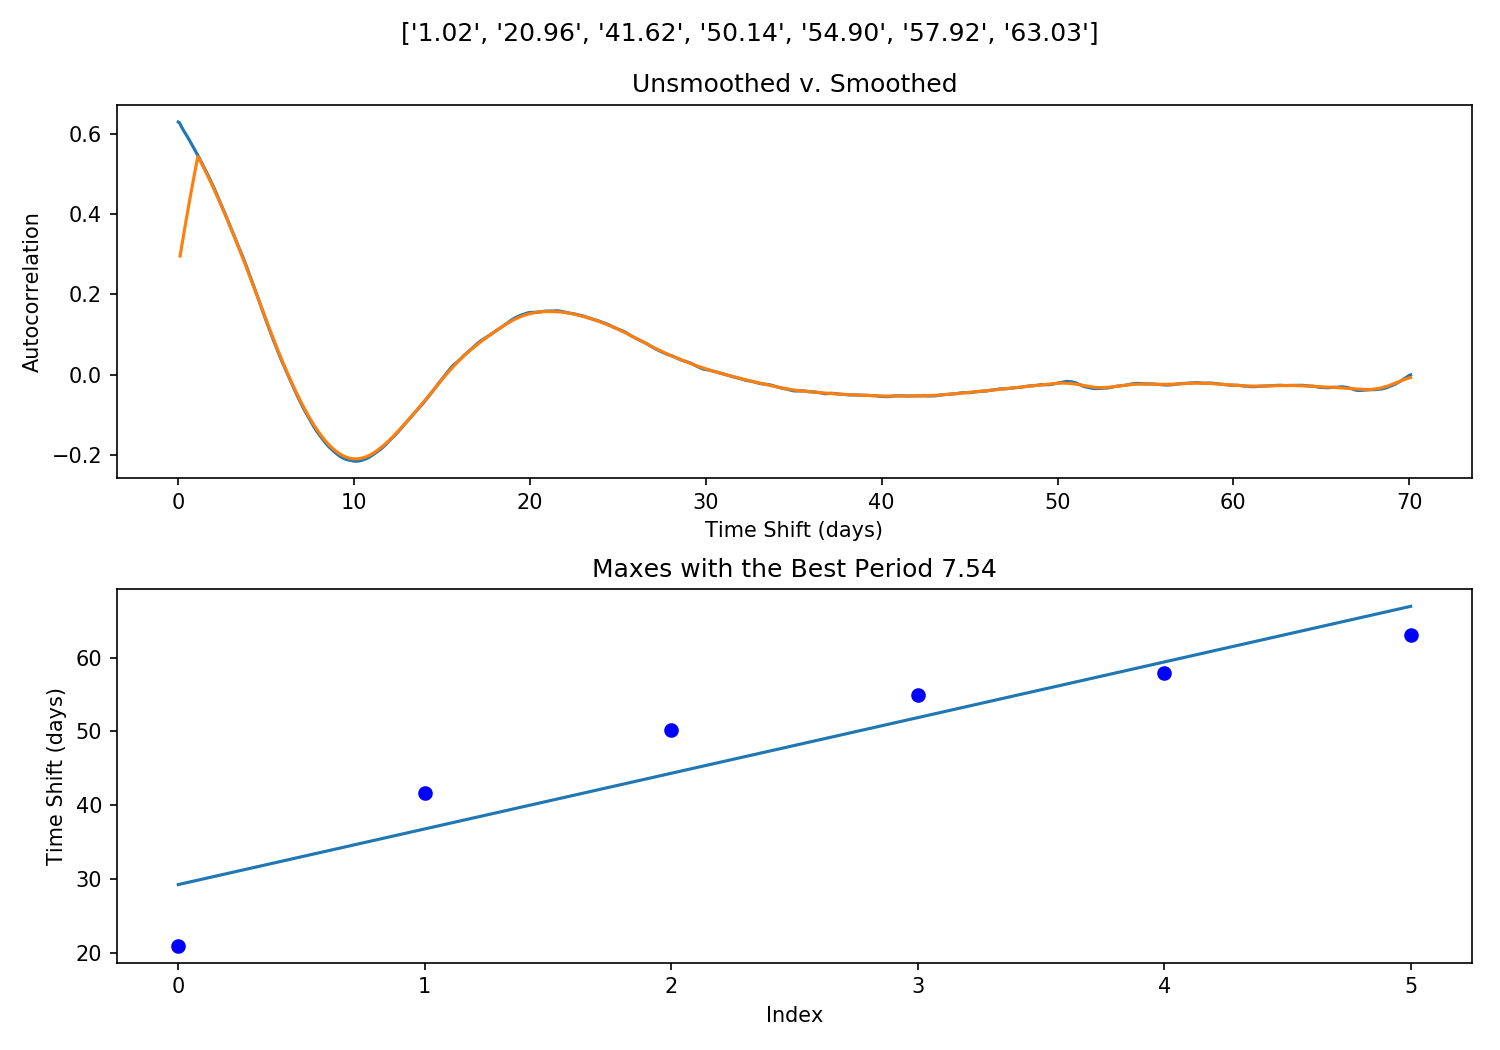 ['1.02', '20.96', '41.62', '50.14', '54.90', '57.92', '63.03']
Unsmoothed v. Smoothed
Autocorrelation
0.6
0.4
0.2
0.0
−0.2
0 10 20 30 40 50 60 70
Time Shift (days)
Maxes with the Best Period 7.54
Time Shift (days)
60
50
40
30
20
0 1 2 3 4 5
Index